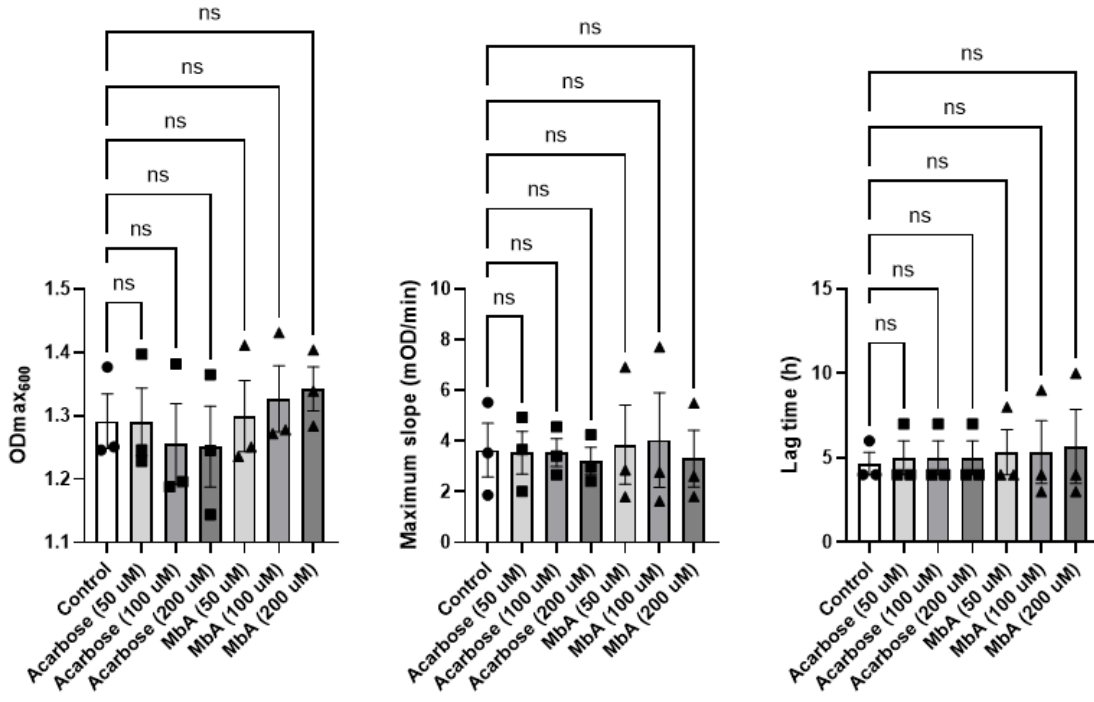 ns
ns
ns
ns
ns
ns
ODmax600
1.5
1.4
1.3
1.2
1.1
Control
Acarbose (50 uM)
Acarbose (100 uM)
Acarbose (200 uM)
MbA (50 uM)
MbA (100 uM)
MbA (200 uM)
ns
ns
ns
ns
ns
ns
Maximum slope (mOD/min)
10
8
6
4
2
0
Control
Acarbose (50 uM)
Acarbose (100 uM)
Acarbose (200 uM)
MbA (50 uM)
MbA (100 uM)
MbA (200 uM)
ns
ns
ns
ns
ns
ns
Lag time (h)
15
10
5
0
Control
Acarbose (50 uM)
Acarbose (100 uM)
Acarbose (200 uM)
MbA (50 uM)
MbA (100 uM)
MbA (200 uM)